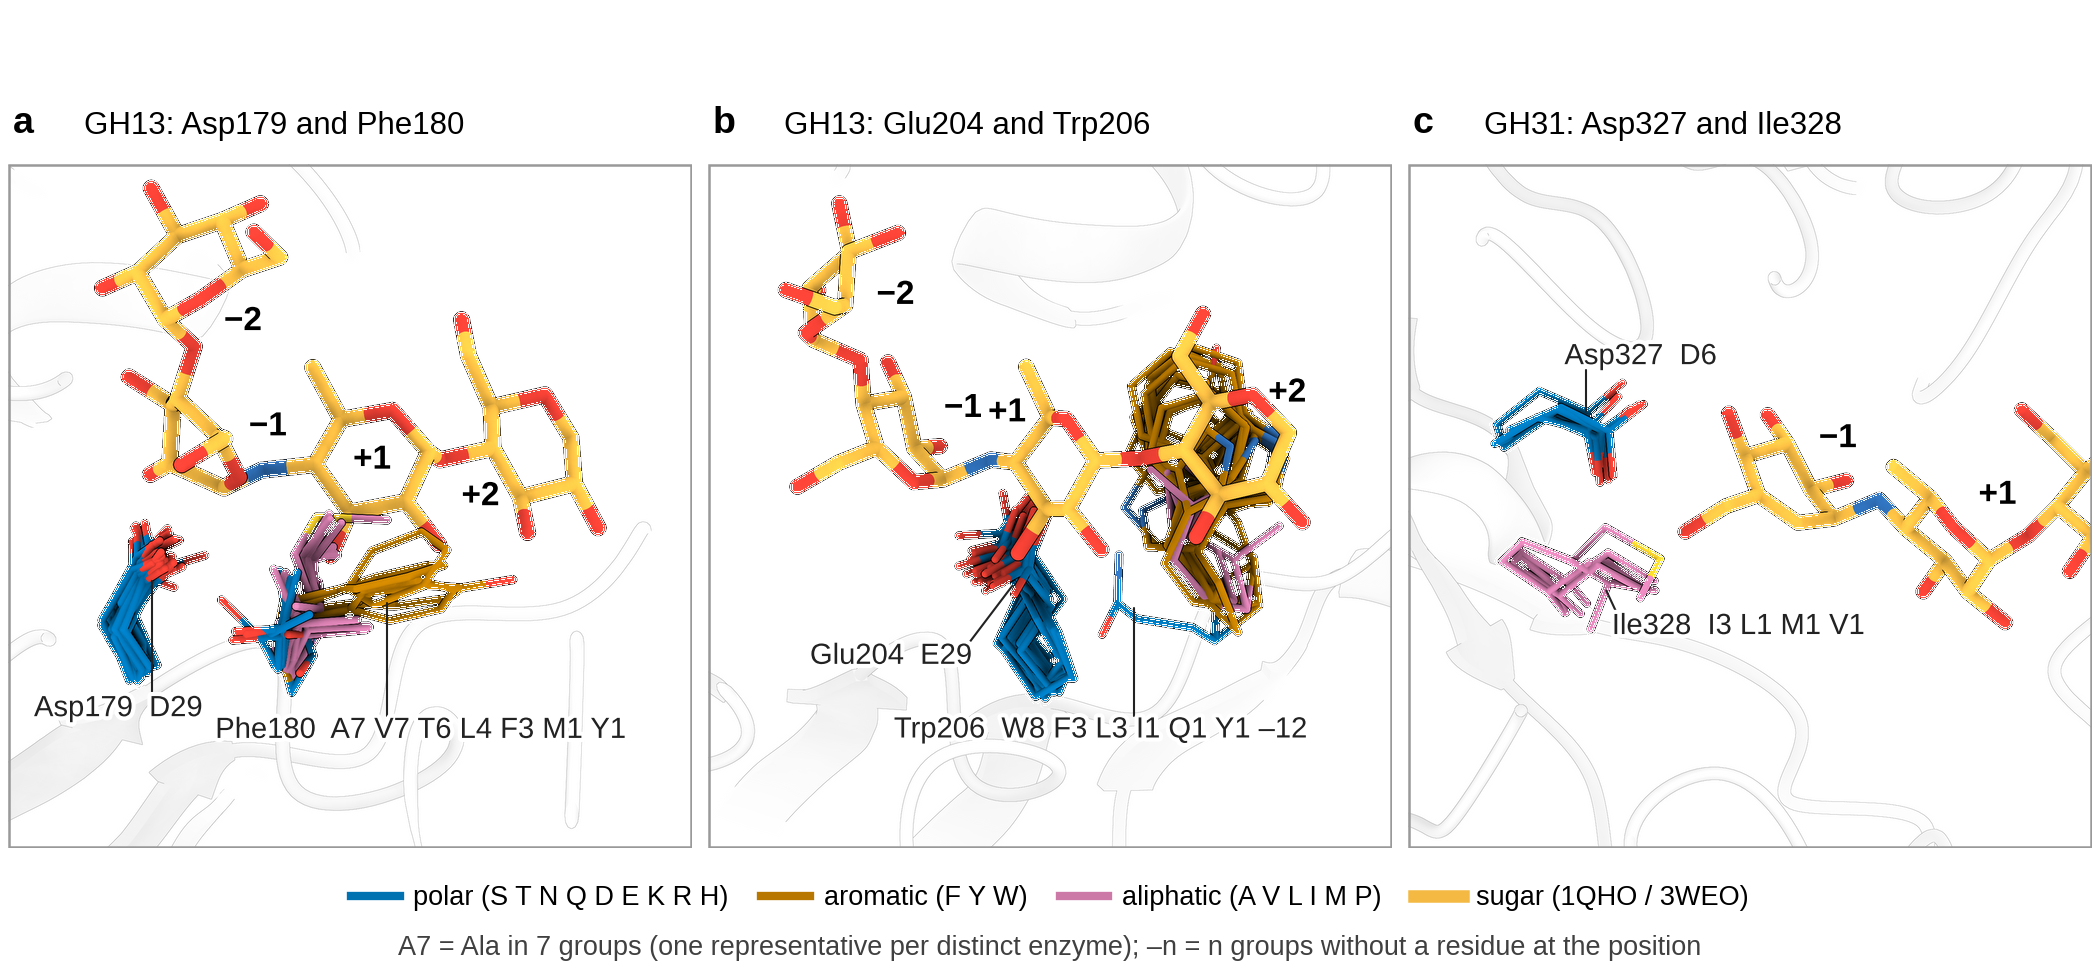 a GH13: Asp179 and Phe180
−2
−1
+1
+2
Asp179 D29
Phe180 A7 V7 T6 L4 F3 M1 Y1
b GH13: Glu204 and Trp206
−2
−1 +1
+2
Glu204 E29
Trp206 W8 F3 L3 I1 Q1 Y1 –12
c GH31: Asp327 and Ile328
Asp327 D6
−1
+1
Ile328 I3 L1 M1 V1
polar (S T N Q D E K R H) aromatic (F Y W) aliphatic (A V L I M P) sugar (1QHO / 3WEO)
A7 = Ala in 7 groups (one representative per distinct enzyme); –n = n groups without a residue at the position